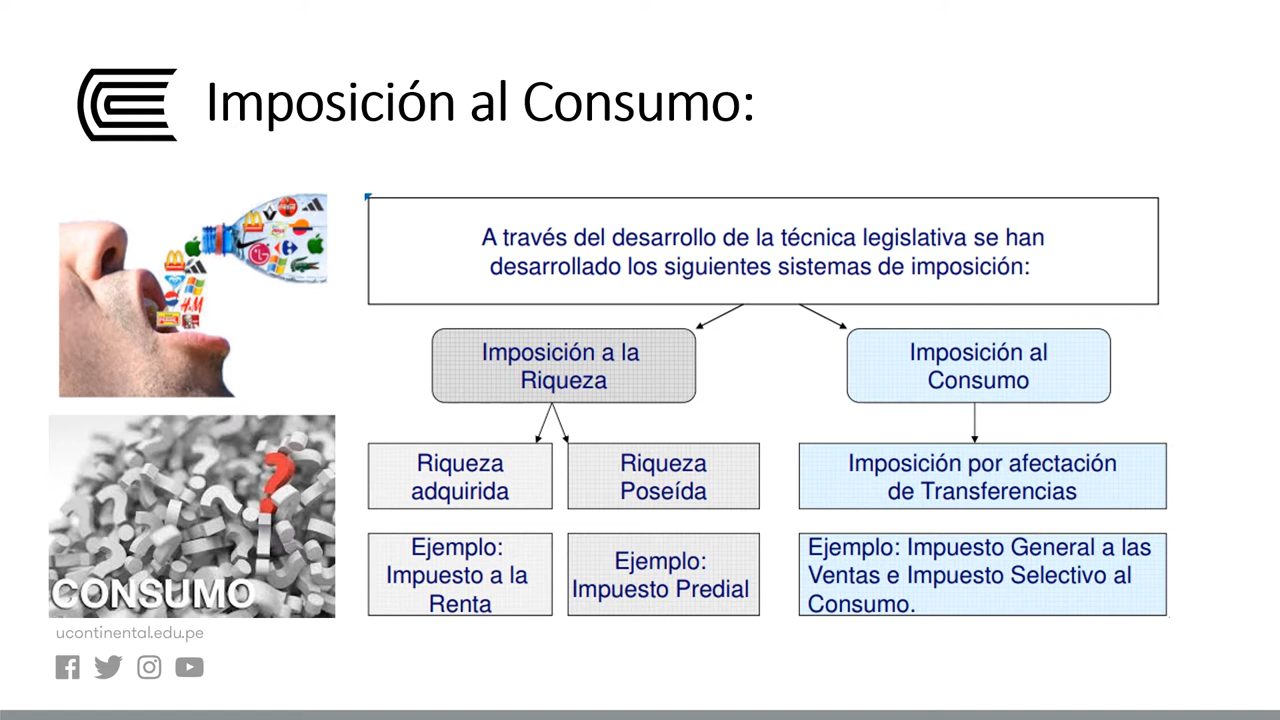 Imposición al Consumo:
A través del desarrollo de la técnica legislativa se han
desarrollado los siguientes sistemas de imposición:
Imposición a la
Riqueza
Imposición al
Consumo
Riqueza
adquirida
Riqueza
Poseída
Imposición por afectación
de Transferencias
Ejemplo:
Impuesto a la
Renta
Ejemplo:
Impuesto Predial
Ejemplo: Impuesto General a las
Ventas e Impuesto Selectivo al
Consumo.
H&M
LG
CONSUMO
ucontinental.edu.pe